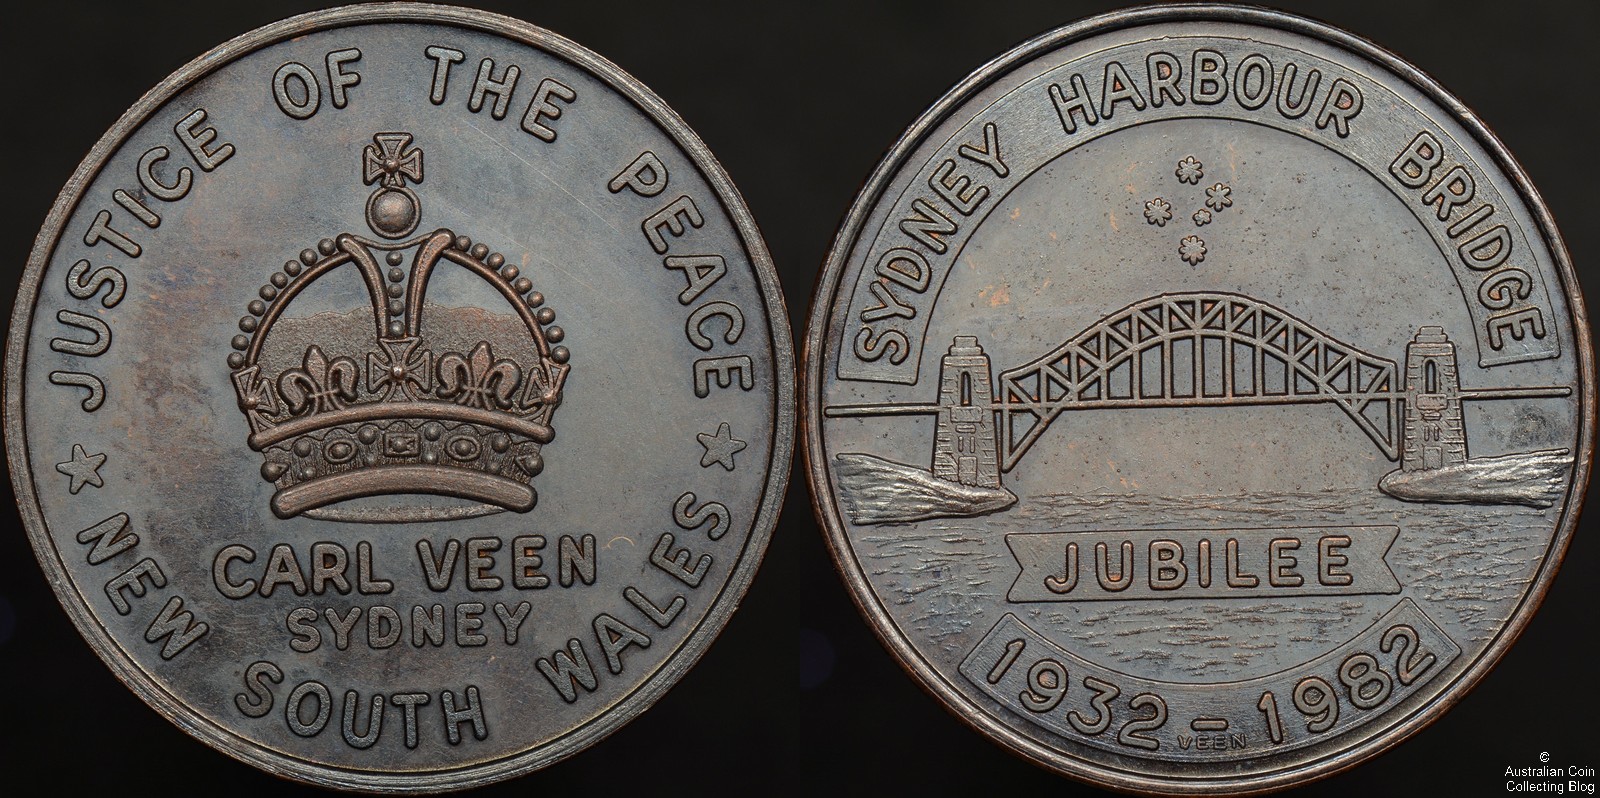 JUSTICE OF THE PEACE
CARL VEEN
SYDNEY
NEW SOUTH WALES
SYDNEY HARBOUR BRIDGE
JUBILEE
1932-1982
VEEN
©
Australian Coin
Collecting Blog